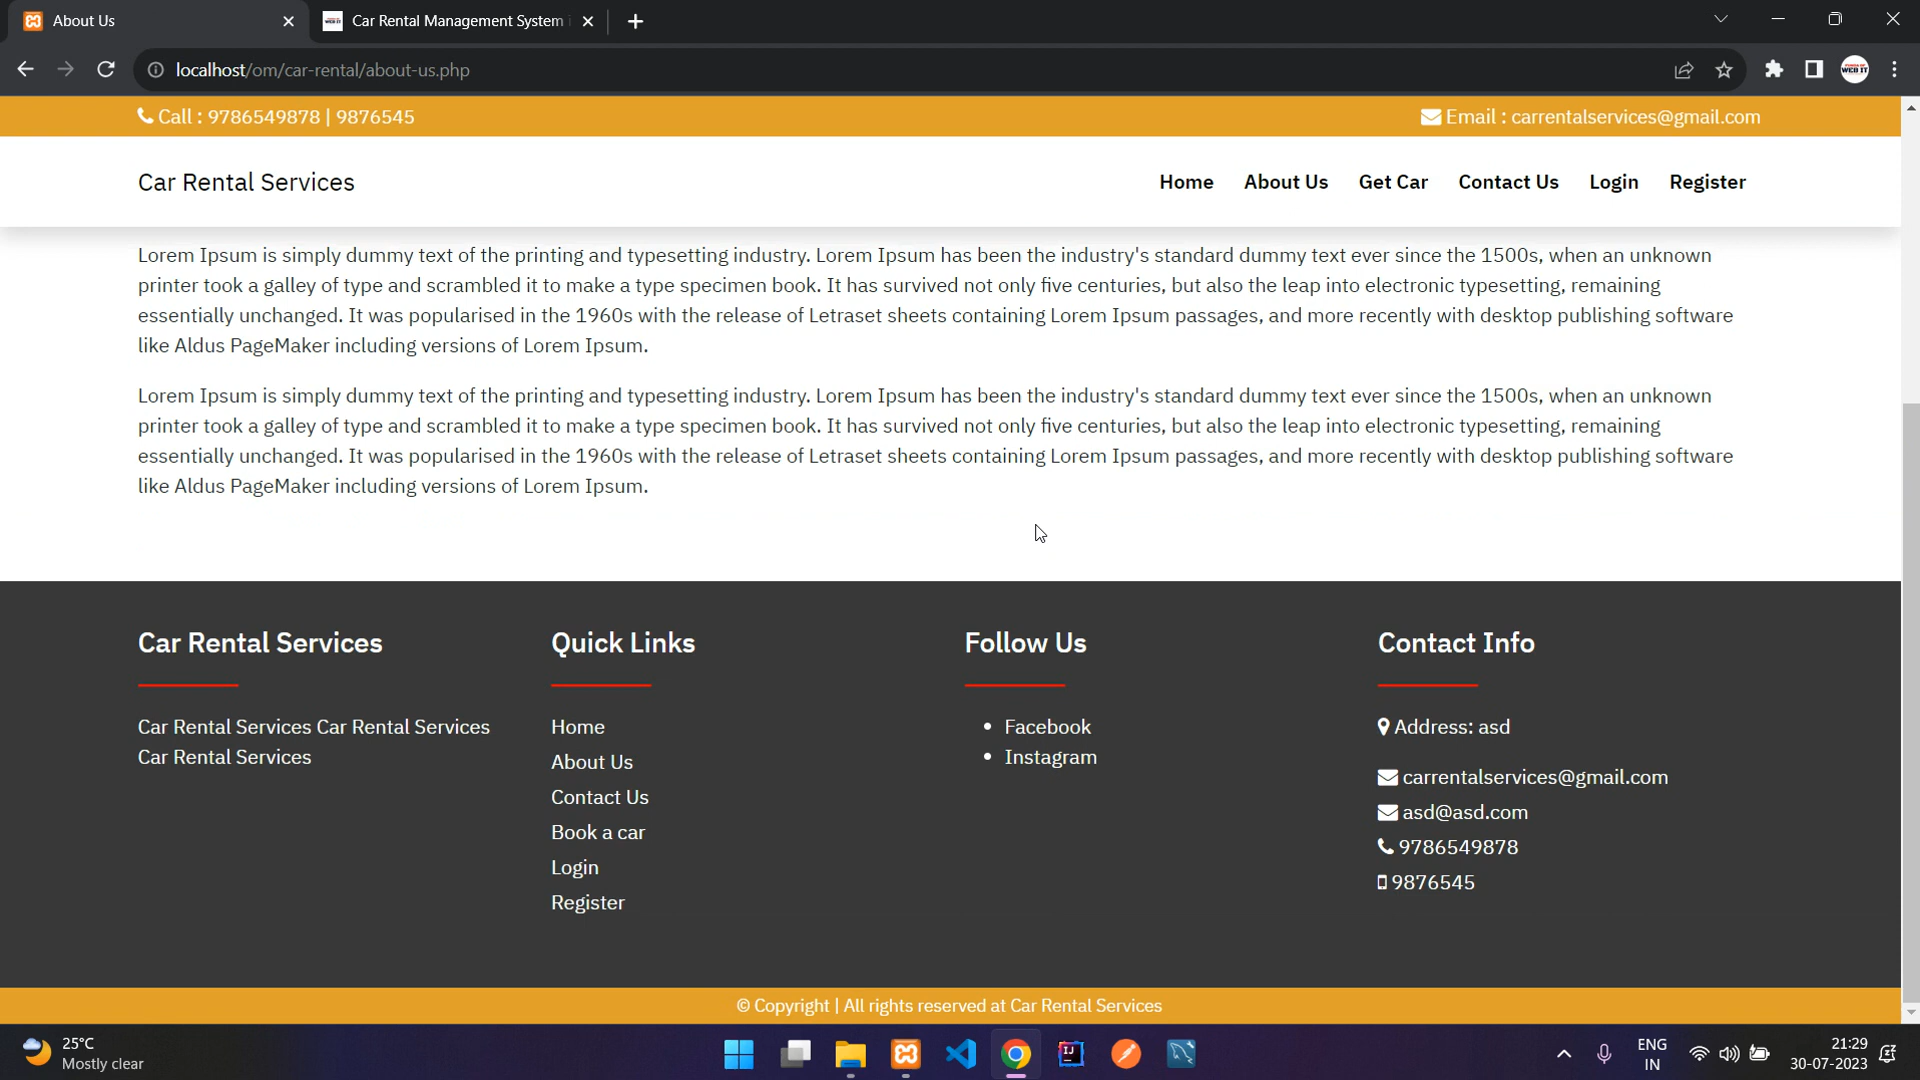 About Us
Car Rental Management System
localhost/om/car-rental/about-us.php
WEB IT
Call : 9786549878 | 9876545
Email : carrentalservices@gmail.com
Car Rental Services
Home About Us Get Car Contact Us Login Register
Lorem Ipsum is simply dummy text of the printing and typesetting industry. Lorem Ipsum has been the industry's standard dummy text ever since the 1500s, when an unknown
printer took a galley of type and scrambled it to make a type specimen book. It has survived not only five centuries, but also the leap into electronic typesetting, remaining
essentially unchanged. It was popularised in the 1960s with the release of Letraset sheets containing Lorem Ipsum passages, and more recently with desktop publishing software
like Aldus PageMaker including versions of Lorem Ipsum.
Lorem Ipsum is simply dummy text of the printing and typesetting industry. Lorem Ipsum has been the industry's standard dummy text ever since the 1500s, when an unknown
printer took a galley of type and scrambled it to make a type specimen book. It has survived not only five centuries, but also the leap into electronic typesetting, remaining
essentially unchanged. It was popularised in the 1960s with the release of Letraset sheets containing Lorem Ipsum passages, and more recently with desktop publishing software
like Aldus PageMaker including versions of Lorem Ipsum.
Car Rental Services
Car Rental Services Car Rental Services
Car Rental Services
Quick Links
Home
About Us
Contact Us
Book a car
Login
Register
Follow Us
Facebook
Instagram
Contact Info
Address: asd
carrentalservices@gmail.com
asd@asd.com
9786549878
9876545
© Copyright | All rights reserved at Car Rental Services
25°C
Mostly clear
IJ
ENG
IN
21:29
30-07-2023